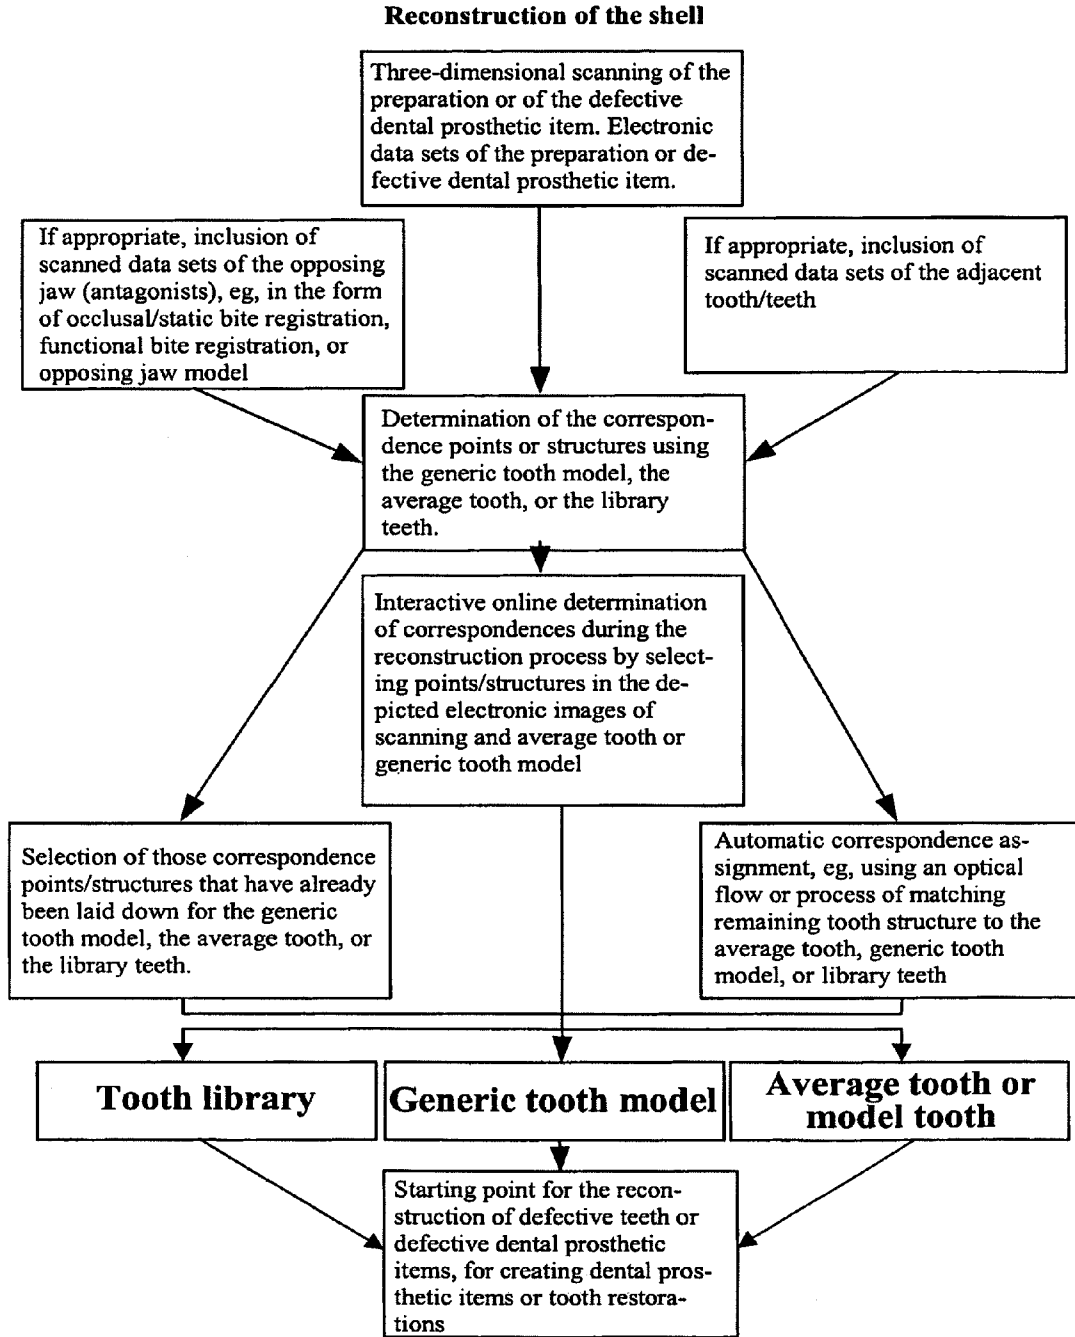 Reconstruction of the shell
Three-dimensional scanning of the
preparation or of the defective
dental prosthetic item. Electronic
data sets of the preparation or de-
fective dental prosthetic item.
If appropriate, inclusion of
scanned data sets of the opposing
jaw (antagonists), eg, in the form
of occlusal/static bite registration,
functional bite registration, or
opposing jaw model
If appropriate, inclusion of
scanned data sets of the adjacent
tooth/teeth
Determination of the correspon-
dence points or structures using
the generic tooth model, the
average tooth, or the library
teeth.
Interactive online determination
of correspondences during the
reconstruction process by select-
ing points/structures in the de-
picted electronic images of
scanning and average tooth or
generic tooth model
Selection of those correspondence
points/structures that have already
been laid down for the generic
tooth model, the average tooth, or
the library teeth.
Automatic correspondence as-
signment, eg, using an optical
flow or process of matching
remaining tooth structure to the
average tooth, generic tooth
model, or library teeth
Tooth library
Generic tooth model
Average tooth or
model tooth
Starting point for the recon-
struction of defective teeth or
defective dental prosthetic
items, for creating dental pros-
thetic items or tooth restora-
tions